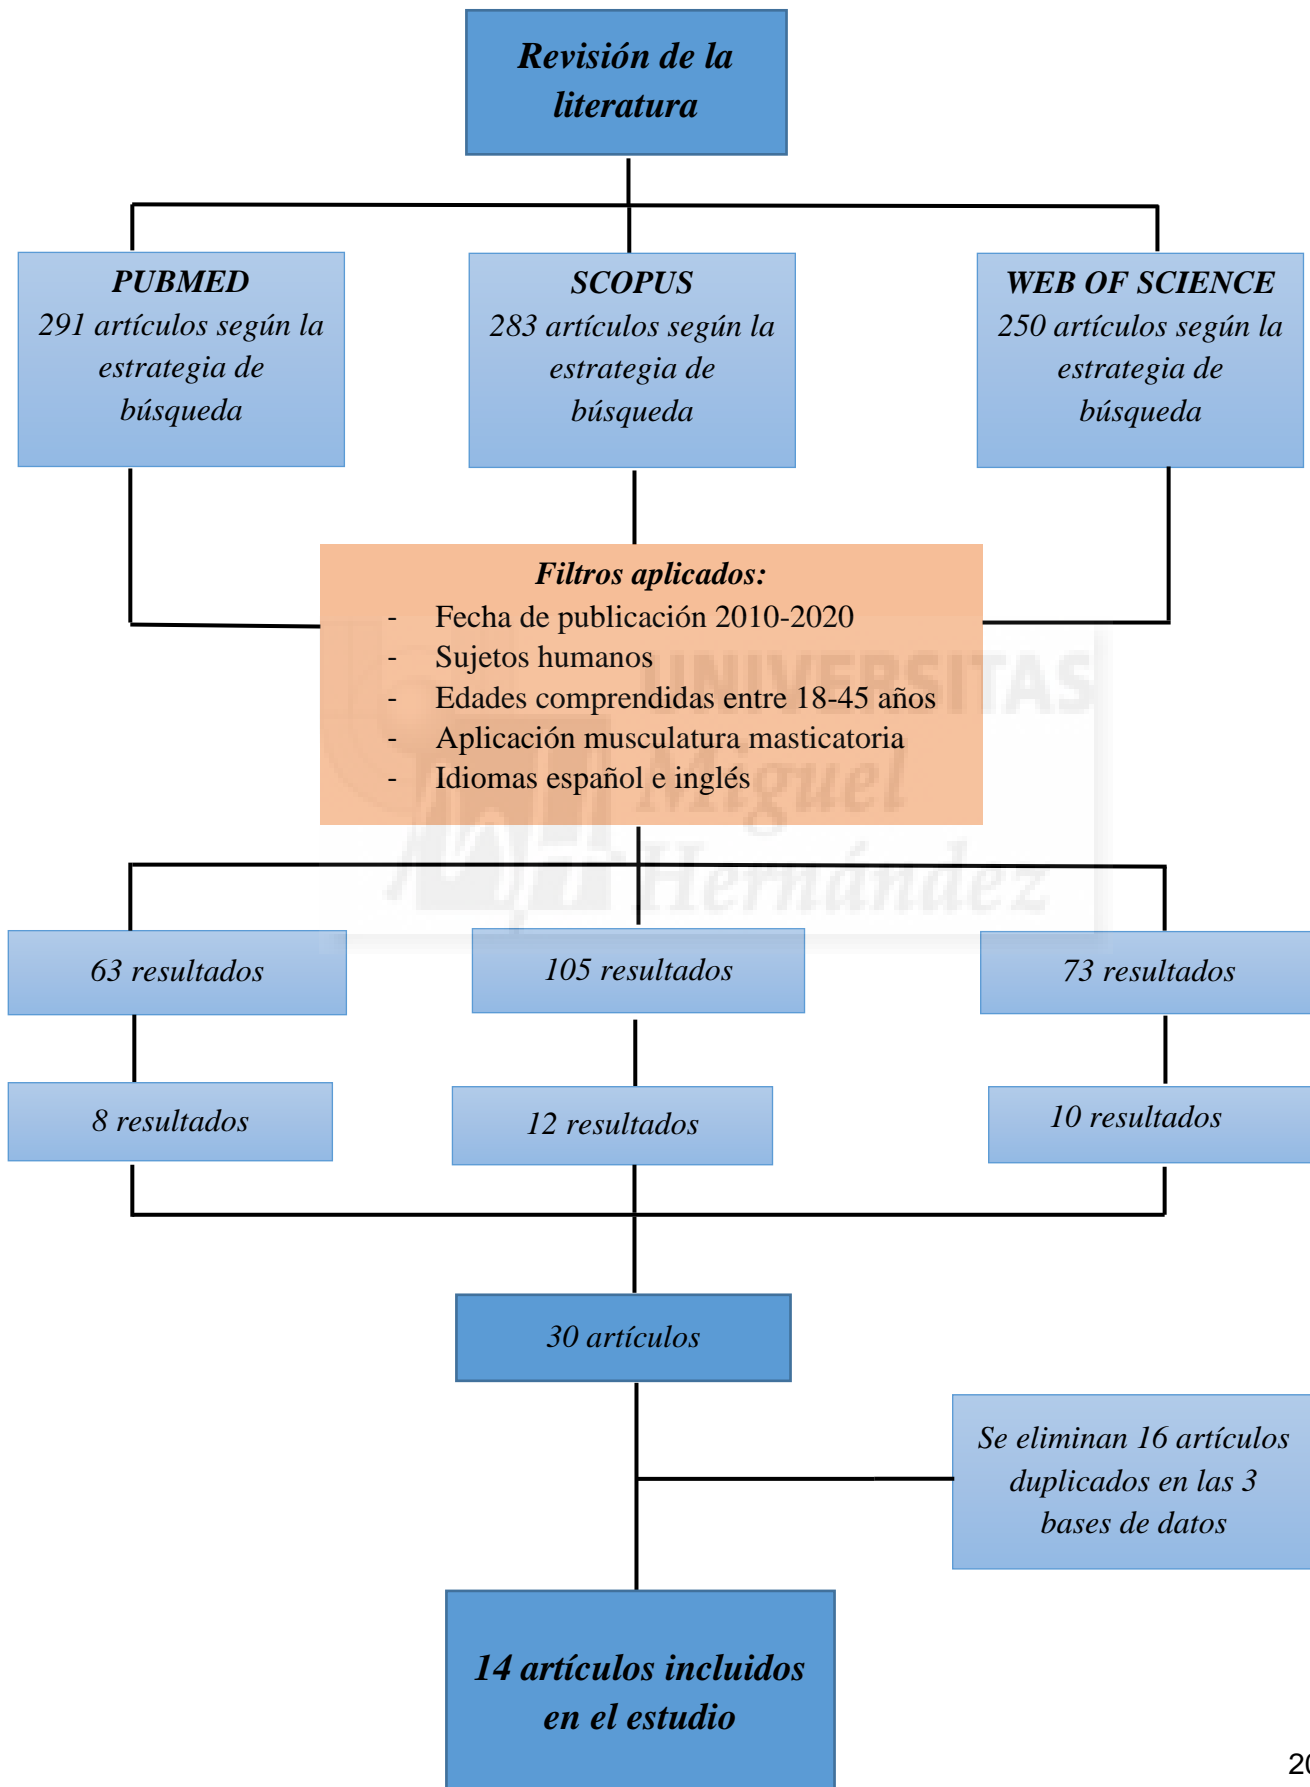 Revisión de la
literatura
PUBMED
291 artículos según la
estrategia de
búsqueda
SCOPUS
283 artículos según la
estrategia de
búsqueda
WEB OF SCIENCE
250 artículos según la
estrategia de
búsqueda
Filtros aplicados:
- Fecha de publicación 2010-2020
- Sujetos humanos
- Edades comprendidas entre 18-45 años
- Aplicación musculatura masticatoria
- Idiomas español e inglés
UNIVERSITAS
Miguel
Hernández
63 resultados
105 resultados
73 resultados
8 resultados
12 resultados
10 resultados
30 artículos
Se eliminan 16 artículos
duplicados en las 3
bases de datos
14 artículos incluidos
en el estudio
20